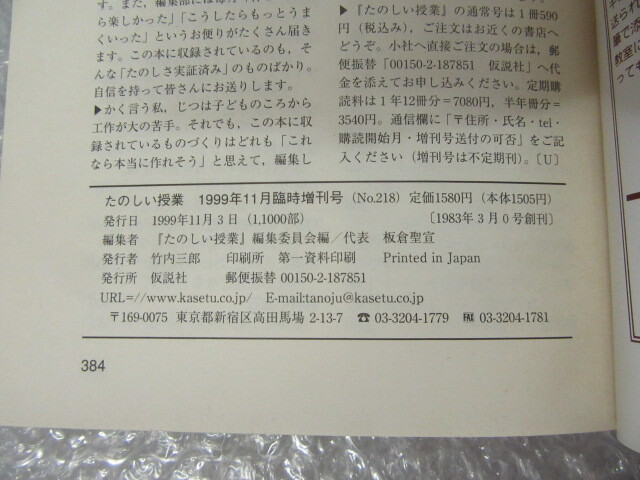 す。また、編集部には毎月
ら楽しかった」「こうしたらもっとうま
くいった」というお便りがたくさん届き
ます。この本に収録されているのも、そ
んな「たのしさ実証済み」のものばかり。
自信を持って皆さんにお送りします。
▶かく言う私，じつは子どものころから
工作が大の苦手。それでも、この本に収
録されているものづくりはどれも「これ
なら本当に作れそう」と思えて，編集し
▶『たのしい授業』の通常号は1冊590
円（税込み），ご注文はお近くの書店へ
どうぞ。小社へ直接ご注文の場合は，郵
便振替「00150-2-187851　仮説社」へ代
金を添えてお申し込みください。定期購
読料は1年12冊分＝7080円，半年冊分＝
3540円。通信欄に「〒住所・氏名・tel・
購読開始月・増刊号送付の可否」をご記
入ください（増刊号は不定期刊）。〔U〕
たのしい授業　1999年11月臨時増刊号（No.218）定価1580円（本体1505円）
発行日　1999年11月3日（1,1000部）　〔1983年3月0号創刊〕
編集者　『たのしい授業』編集委員会編／代表　板倉聖宣
発行者　竹内三郎　印刷所　第一資料印刷　Printed in Japan
発行所　仮説社　郵便振替 00150-2-187851
URL=//www.kasetu.co.jp/　E-mail:tanoju@kasetu.co.jp
〒169-0075　東京都新宿区高田馬場 2-13-7　☎ 03-3204-1779　FAX 03-3204-1781
384
送られ
教室に
っても